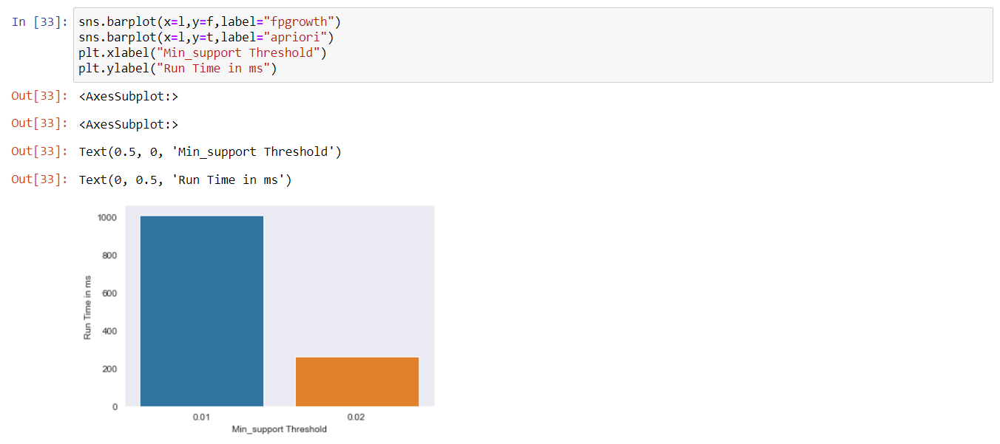 In [33]: sns.barplot(x=l,y=f,label="fpgrowth")
sns.barplot(x=l,y=t,label="apriori")
plt.xlabel("Min_support Threshold")
plt.ylabel("Run Time in ms")
Out[33]: <AxesSubplot:>
Out[33]: <AxesSubplot:>
Out[33]: Text(0.5, 0, 'Min_support Threshold')
Out[33]: Text(0, 0.5, 'Run Time in ms')
1000
800
600
400
200
0
Run Time in ms
0.01 0.02
Min_support Threshold